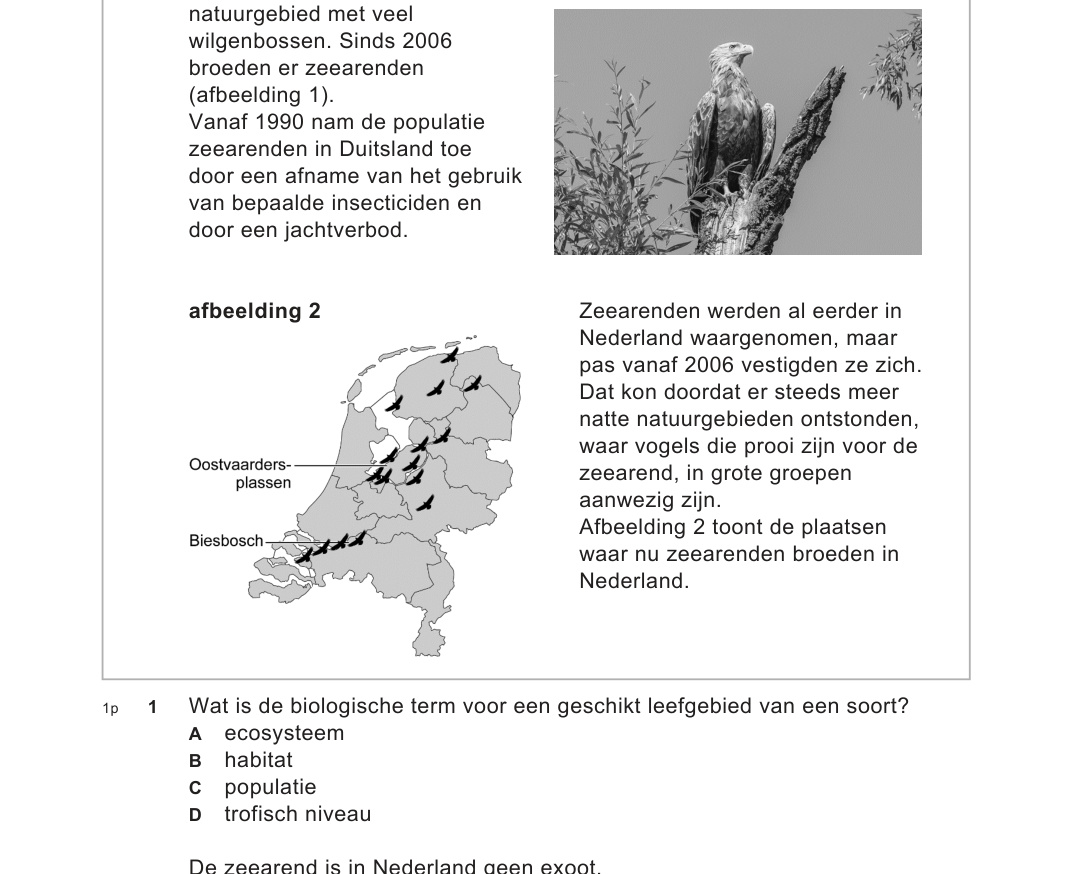 natuurgebied met veel
wilgenbossen. Sinds 2006
broeden er zeearenden
(afbeelding 1).
Vanaf 1990 nam de populatie
zeearenden in Duitsland toe
door een afname van het gebruik
van bepaalde insecticiden en
door een jachtverbod.
afbeelding 2
Oostvaarders-
plassen
Biesbosch
Zeearenden werden al eerder in
Nederland waargenomen, maar
pas vanaf 2006 vestigden ze zich.
Dat kon doordat er steeds meer
natte natuurgebieden ontstonden,
waar vogels die prooi zijn voor de
zeearend, in grote groepen
aanwezig zijn.
Afbeelding 2 toont de plaatsen
waar nu zeearenden broeden in
Nederland.
1p 1 Wat is de biologische term voor een geschikt leefgebied van een soort?
A ecosysteem
B habitat
C populatie
D trofisch niveau
De zeearend is in Nederland geen exoot.